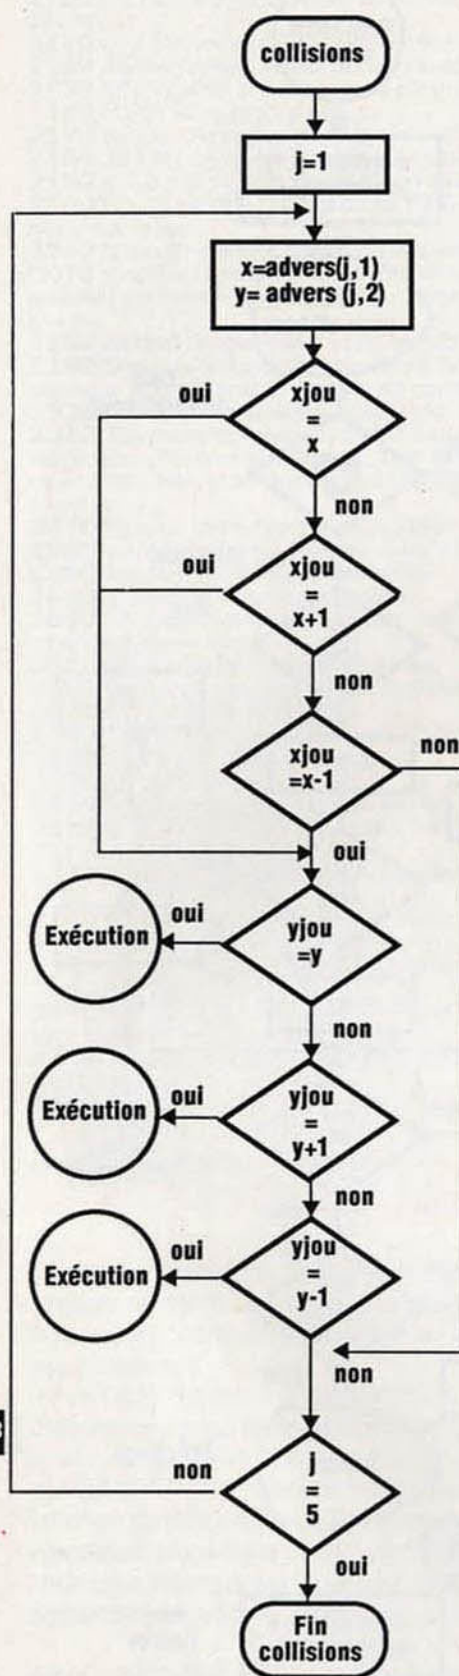 collisions
j=1
x=advers(j,1)
y= advers (j,2)
oui
xjou
=
x
non
oui
xjou
=
x+1
non
xjou
=x-1
non
oui
Exécution
oui
yjou
=y
non
Exécution
oui
yjou
=
y+1
non
Exécution
oui
yjou
=
y-1
non
non
j
=
5
oui
Fin
collisions